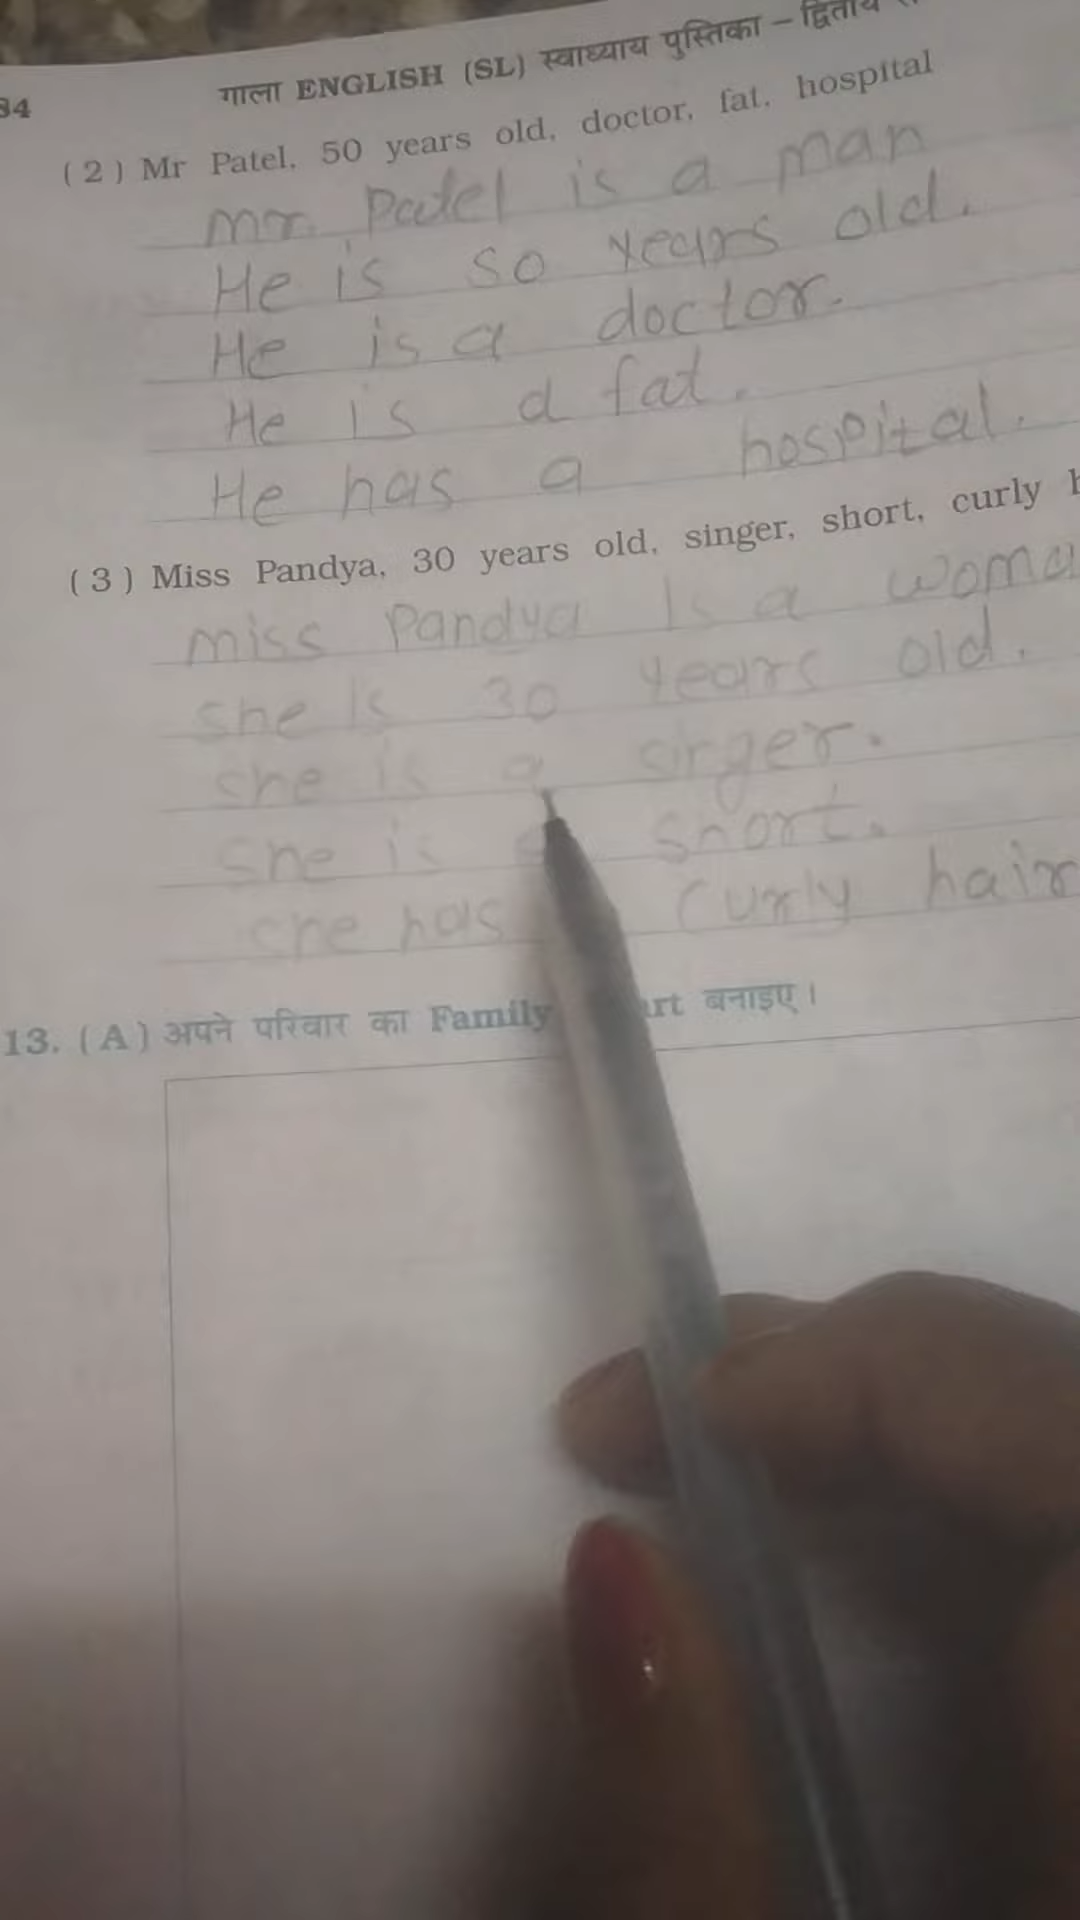 34
गाला ENGLISH (SL) स्वाध्याय पुस्तिका – द्वितीय
(2) Mr Patel, 50 years old, doctor, fat, hospital
mr. Patel is a man
He is 50 years old.
He is a doctor.
He is a fat.
He has a hospital.
(3) Miss Pandya, 30 years old, singer, short, curly
miss Pandya is a
she is 30 years old.
she is a singer.
she is a short.
she has curly hair
13. (A) अपने परिवार का Family बनाइए।